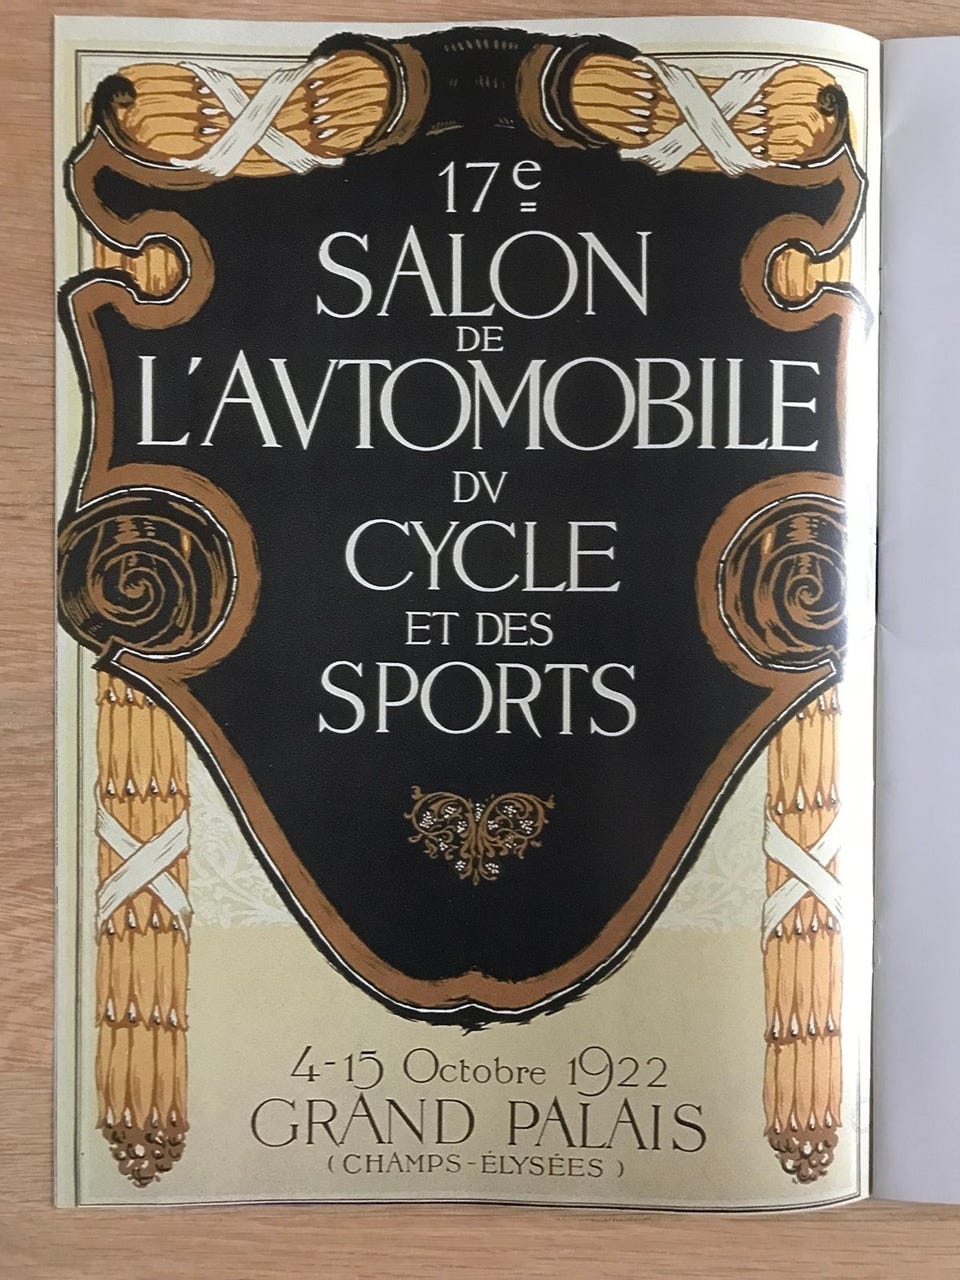 17e
SALON
DE
L'AVTOMOBILE
DV
CYCLE
ET DES
SPORTS
4-15 Octobre 1922
GRAND PALAIS
(CHAMPS-ÉLYSÉES)